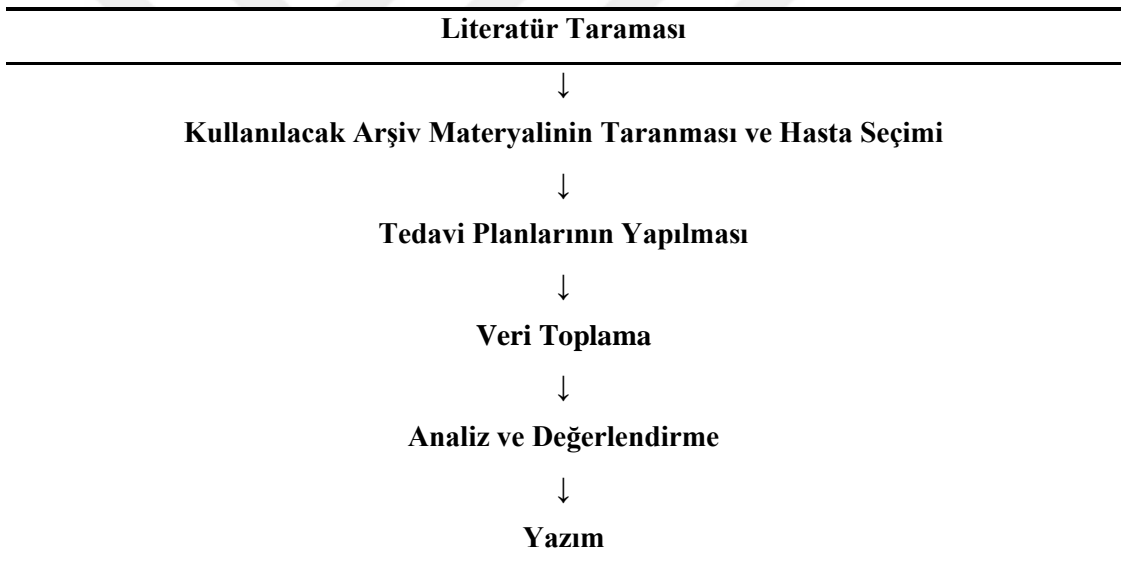 Literatür Taraması
↓
Kullanılacak Arşiv Materyalinin Taranması ve Hasta Seçimi
↓
Tedavi Planlarının Yapılması
↓
Veri Toplama
↓
Analiz ve Değerlendirme
↓
Yazım